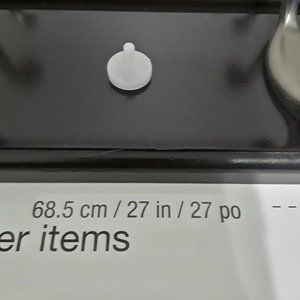 68.5 cm / 27 in / 27 po
er items